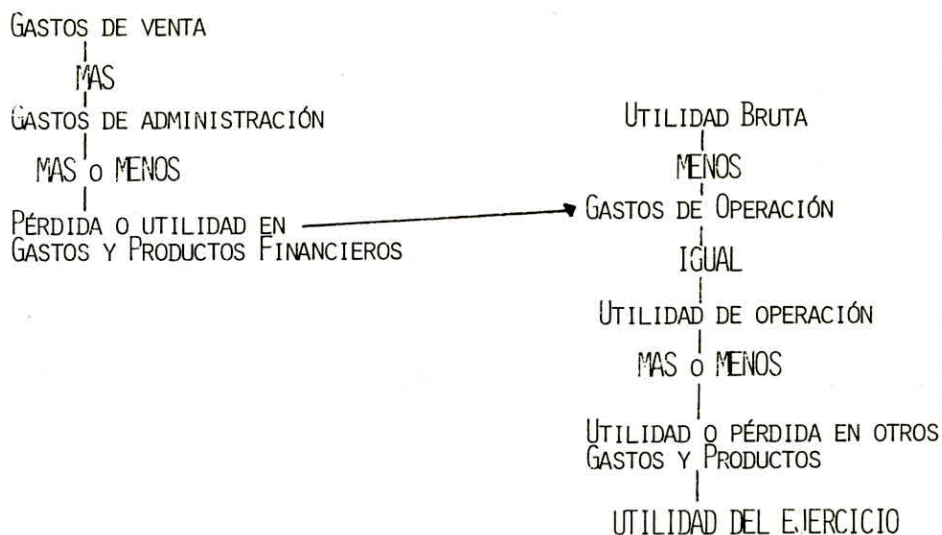 GASTOS DE VENTA
MAS
GASTOS DE ADMINISTRACIÓN
MAS o MENOS
PÉRDIDA O UTILIDAD EN
GASTOS Y PRODUCTOS FINANCIEROS
UTILIDAD BRUTA
MENOS
GASTOS DE OPERACIÓN
IGUAL
UTILIDAD DE OPERACIÓN
MAS o MENOS
UTILIDAD O PÉRDIDA EN OTROS
GASTOS Y PRODUCTOS
UTILIDAD DEL EJERCICIO